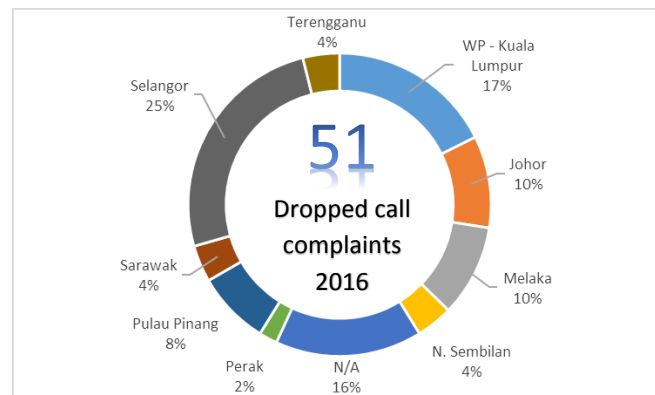 Terengganu
4%
WP - Kuala
Lumpur
17%
Selangor
25%
51
Dropped call
complaints
2016
Johor
10%
Melaka
10%
Sarawak
4%
Pulau Pinang
8%
Perak
2%
N/A
16%
N. Sembilan
4%